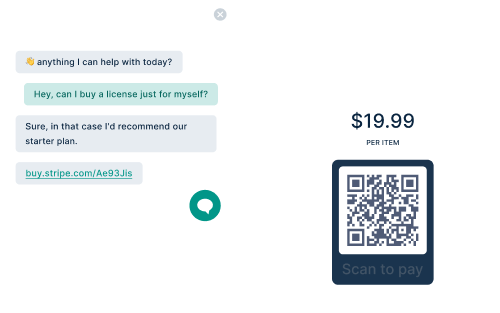 👋 anything I can help with today?
Hey, can I buy a license just for myself?
Sure, in that case I'd recommend our
starter plan.
buy.stripe.com/Ae93Jis
$19.99
PER ITEM
Scan to pay